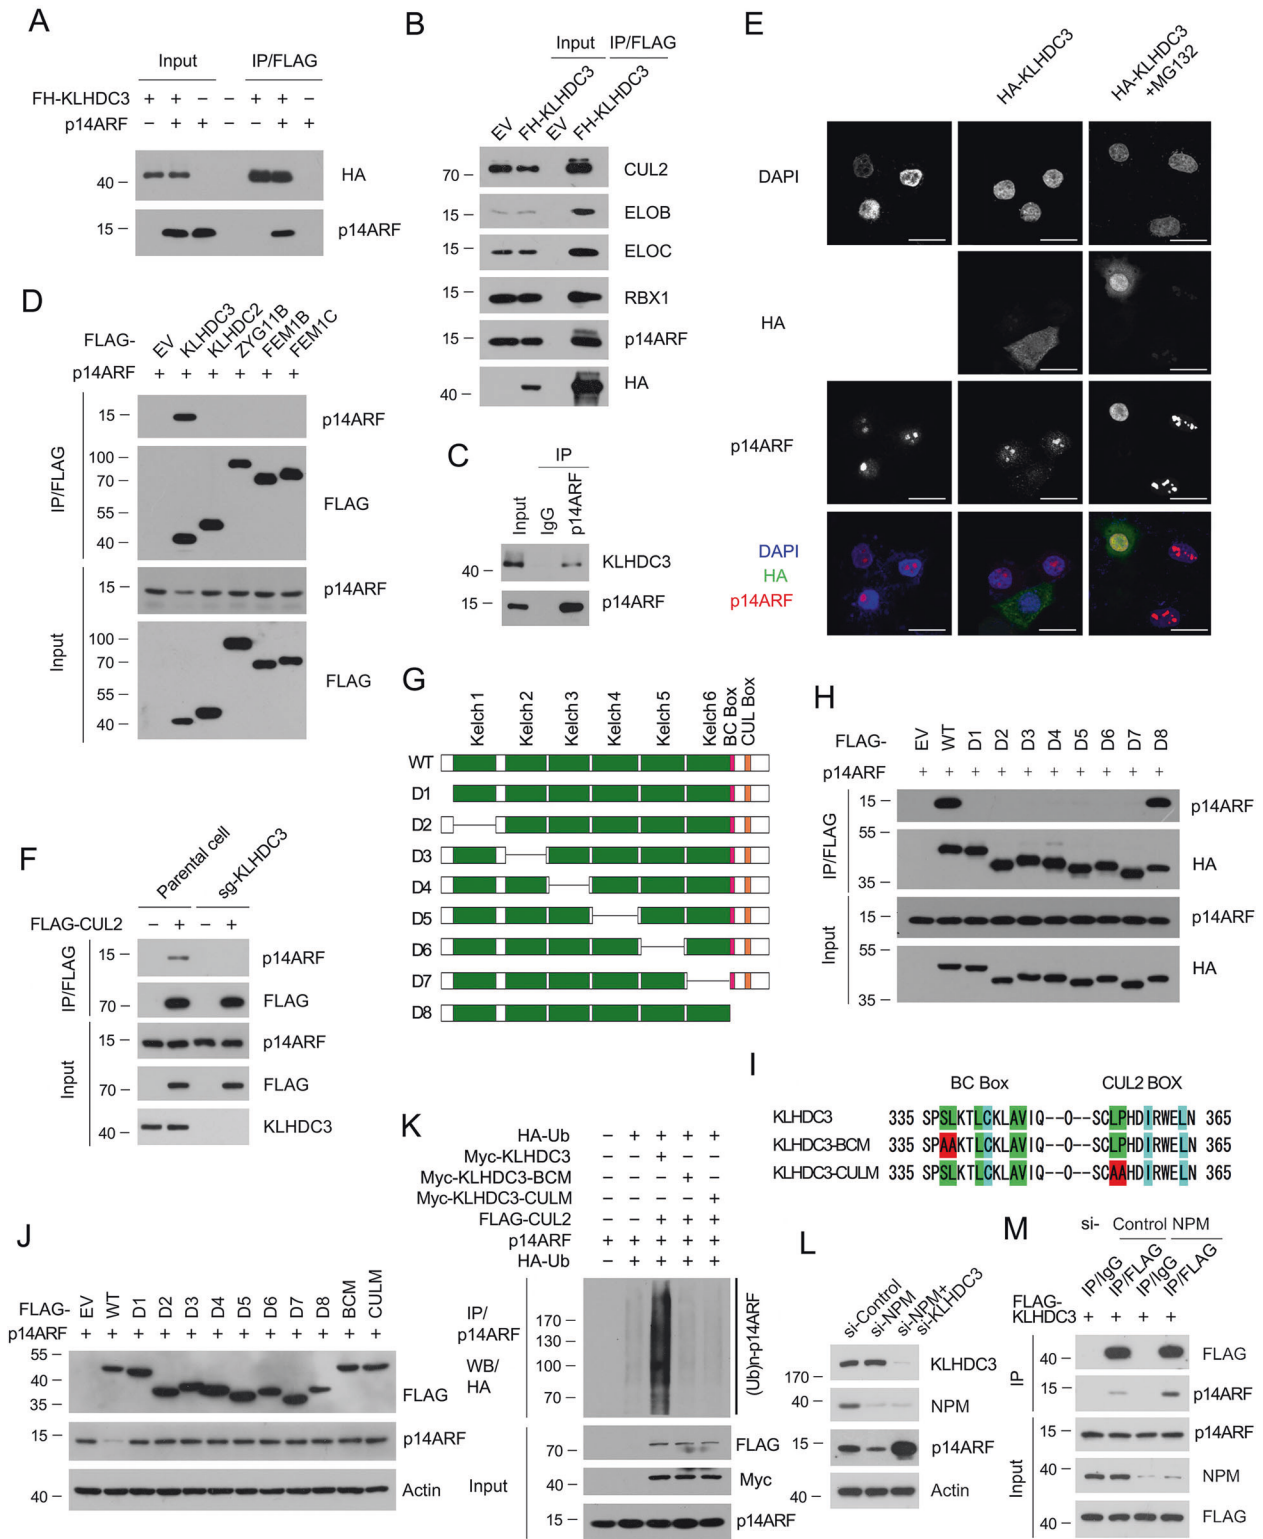 A
Input IP/FLAG
FH-KLHDC3 + + − − + + −
p14ARF − + + − − + +
40 HA
15 p14ARF
B
Input IP/FLAG
EV FH-KLHDC3 EV FH-KLHDC3
70 CUL2
15 ELOB
15 ELOC
15 RBX1
15 p14ARF
40 HA
C
IP
Input IgG p14ARF
40 KLHDC3
15 p14ARF
D
FLAG- EV KLHDC3 KLHDC2 ZYG11B FEM1B FEM1C
p14ARF + + + + + +
IP/FLAG
15 p14ARF
100
70
55
40
FLAG
Input
15 p14ARF
100
70
55
40
FLAG
E
HA-KLHDC3 HA-KLHDC3 +MG132
DAPI
HA
p14ARF
DAPI
HA
p14ARF
F
Parental cell sg-KLHDC3
FLAG-CUL2 − + − +
IP/FLAG
15 p14ARF
70 FLAG
Input
15 p14ARF
70 FLAG
40 KLHDC3
G
Kelch1 Kelch2 Kelch3 Kelch4 Kelch5 Kelch6 BC Box CUL Box
WT
D1
D2
D3
D4
D5
D6
D7
D8
H
FLAG- EV WT D1 D2 D3 D4 D5 D6 D7 D8
p14ARF + + + + + + + + + +
IP/FLAG
15 p14ARF
55
35
HA
Input
15 p14ARF
55
35
HA
I
BC Box CUL2 BOX
KLHDC3 335 SPSLKTLCKLAVIQ--O--SCLPHDIRWELN 365
KLHDC3-BCM 335 SPAAKTLCKLAVIQ--O--SCLPHDIRWELN 365
KLHDC3-CULM 335 SPSLKTLCKLAVIQ--O--SCAAHDIRWELN 365
J
FLAG- EV WT D1 D2 D3 D4 D5 D6 D7 D8 BCM CULM
p14ARF + + + + + + + + + + + +
55
40
35
FLAG
15 p14ARF
40 Actin
K
HA-Ub − + + + +
Myc-KLHDC3 − − + − −
Myc-KLHDC3-BCM − − − + −
Myc-KLHDC3-CULM − − − − +
FLAG-CUL2 − − + + +
p14ARF + + + + +
HA-Ub − + + + +
IP/
p14ARF
WB/
HA
170
130
100
70
(Ub)n-p14ARF
Input
70 FLAG
40 Myc
15 p14ARF
L
si-Control si-NPM si-NPM+ si-KLHDC3
170 KLHDC3
40 NPM
15 p14ARF
40 Actin
M
si- Control NPM
IP/IgG IP/FLAG IP/IgG IP/FLAG
FLAG-
KLHDC3 + + + +
IP
40 FLAG
15 p14ARF
Input
15 p14ARF
40 NPM
40 FLAG